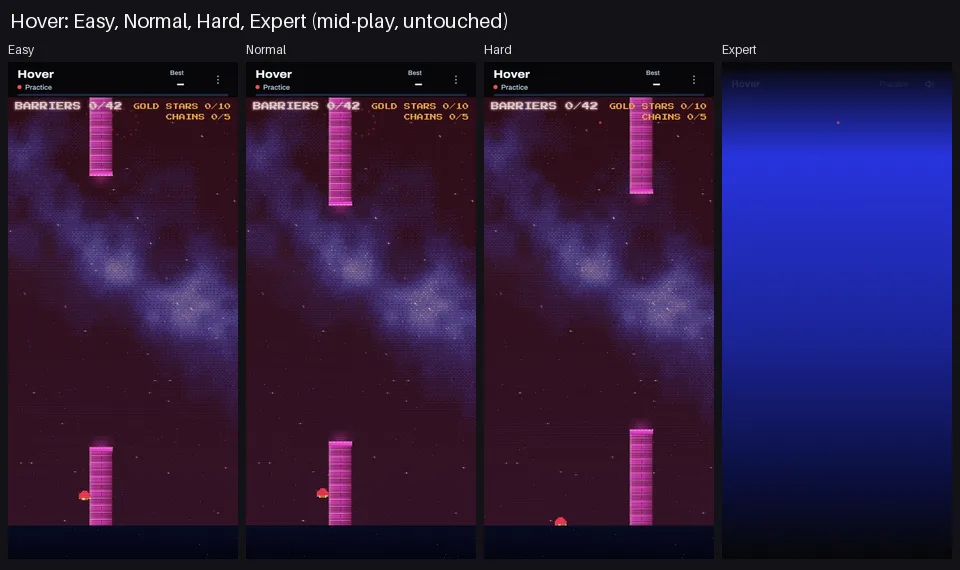 Hover: Easy, Normal, Hard, Expert (mid-play, untouched)
Easy
Hover
Practice
Best
–
BARRIERS 0/42
GOLD STARS 0/10
CHAINS 0/5
Normal
Hover
Practice
Best
–
BARRIERS 0/42
GOLD STARS 0/10
CHAINS 0/5
Hard
Hover
Practice
Best
–
BARRIERS 0/42
GOLD STARS 0/10
CHAINS 0/5
Expert
Hover
Practice